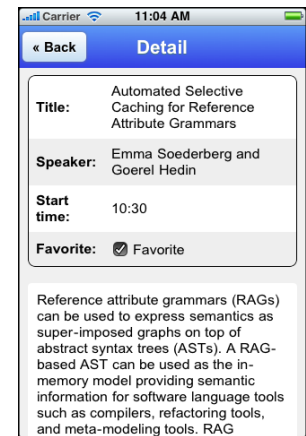 Carrier 11:04 AM
« Back Detail
Title: Automated Selective
Caching for Reference
Attribute Grammars
Speaker: Emma Soederberg and
Goerel Hedin
Start
time: 10:30
Favorite: Favorite
Reference attribute grammars (RAGs)
can be used to express semantics as
super-imposed graphs on top of
abstract syntax trees (ASTs). A RAG-
based AST can be used as the in-
memory model providing semantic
information for software language tools
such as compilers, refactoring tools,
and meta-modeling tools. RAG